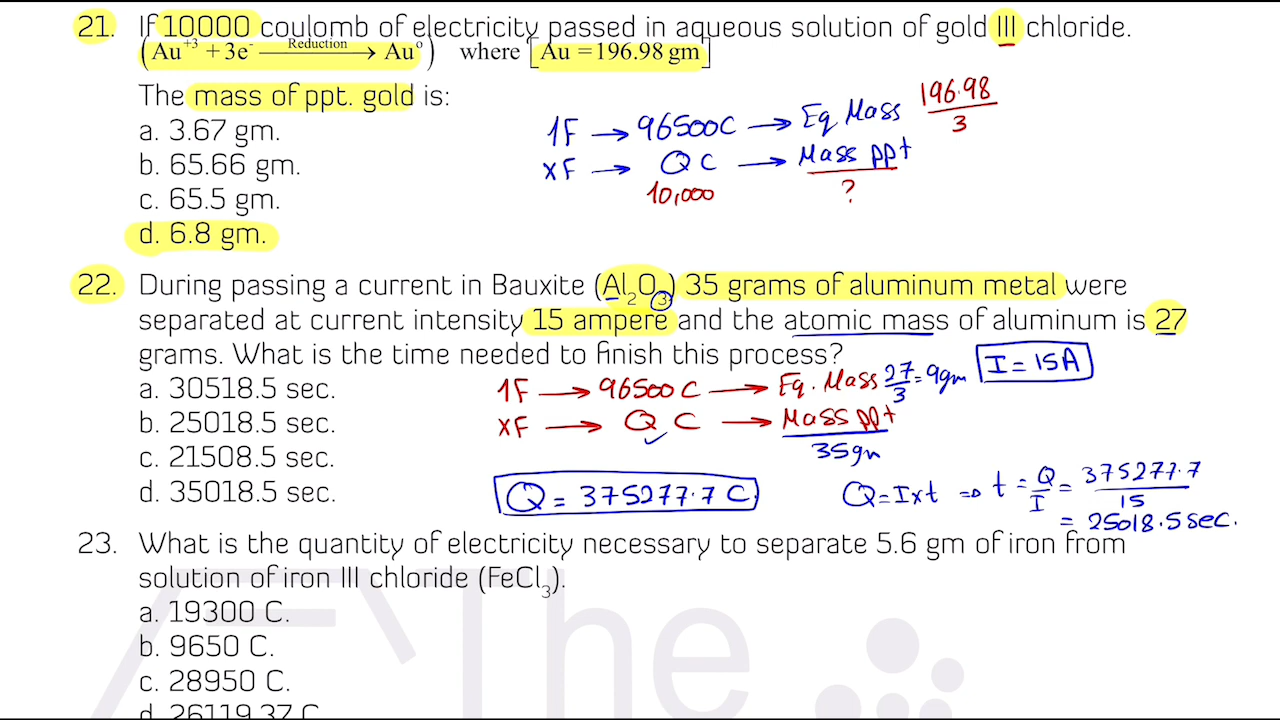 21. If 10000 coulomb of electricity passed in aqueous solution of gold III chloride.
(Au⁺³ + 3e⁻ —Reduction→ Au⁰) where [Au = 196.98 gm]
The mass of ppt. gold is:
a. 3.67 gm.
b. 65.66 gm.
c. 65.5 gm.
d. 6.8 gm.
1F → 96500C → Eq Mass 196.98/3
xF → Q C → Mass ppt
10,000 ?
22. During passing a current in Bauxite (Al₂O₃) 35 grams of aluminum metal were
separated at current intensity 15 ampere and the atomic mass of aluminum is 27
grams. What is the time needed to finish this process?
a. 30518.5 sec.
b. 25018.5 sec.
c. 21508.5 sec.
d. 35018.5 sec.
1F → 96500 C → Eq. Mass 27/3 = 9gm I = 15A
xF → Q C → Mass ppt
35gm
Q = 375277.7 C
Q = I x t => t = Q/I = 375277.7/15
= 25018.5 sec.
23. What is the quantity of electricity necessary to separate 5.6 gm of iron from
solution of iron III chloride (FeCl₃).
a. 19300 C.
b. 9650 C.
c. 28950 C.
d. 26119.37 C
The